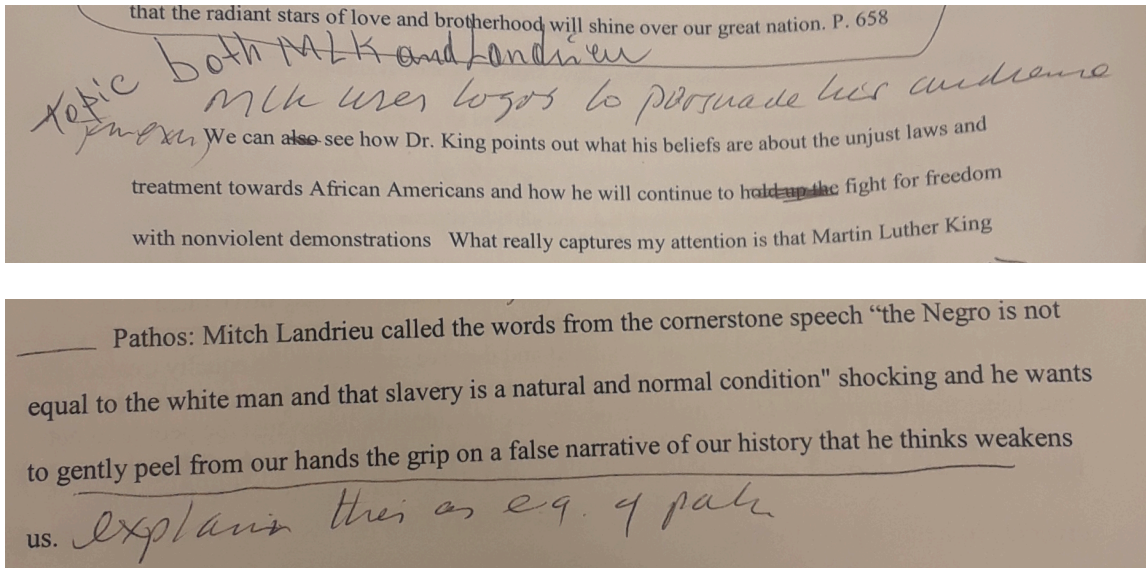 that the radiant stars of love and brotherhood will shine over our great nation. P. 658
both MLK and Landrieu
topic
MLK uses logos to persuade his audience
We can also see how Dr. King points out what his beliefs are about the unjust laws and
treatment towards African Americans and how he will continue to hold up the fight for freedom
with nonviolent demonstrations What really captures my attention is that Martin Luther King
Pathos: Mitch Landrieu called the words from the cornerstone speech “the Negro is not
equal to the white man and that slavery is a natural and normal condition" shocking and he wants
to gently peel from our hands the grip on a false narrative of our history that he thinks weakens
us. explain this as eg. of